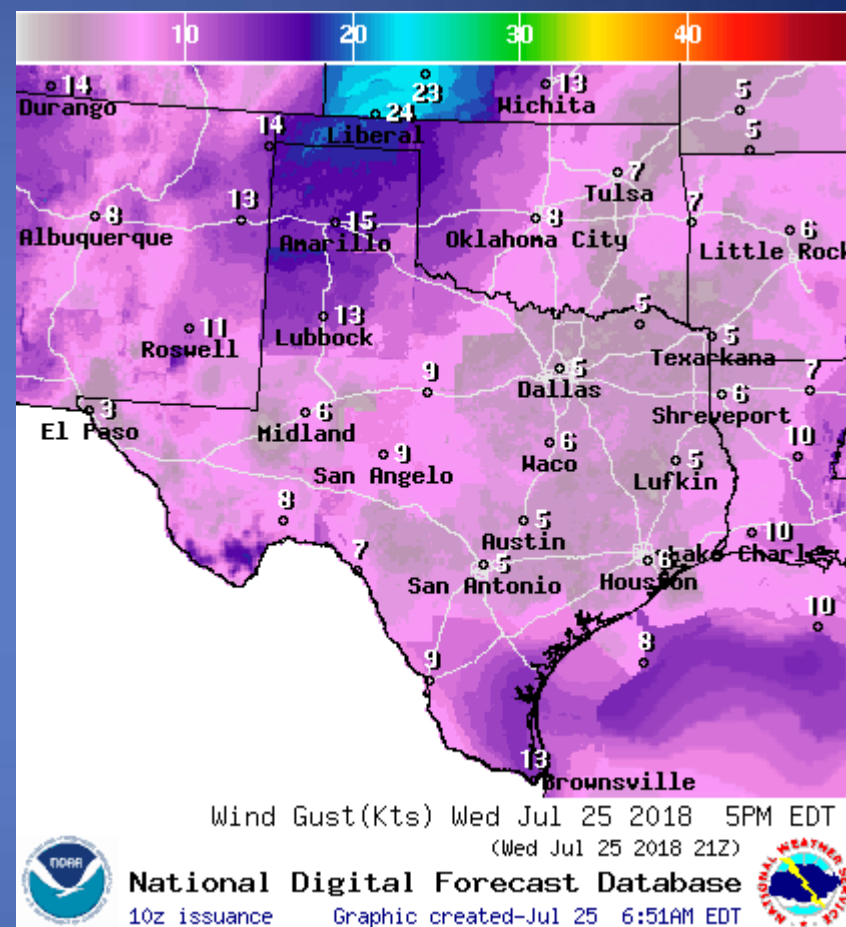 10 20 30 40
14 23 13 5
Durango 24 Wichita
14 Liberal 5
7
Tulsa
8 13 15 8 7 6
Albuquerque Amarillo Oklahoma City Little Rock
11 13 5
Roswell Lubbock 5
Texarkana
9 5 7
Dallas 6
3 6 Shreveport
El Paso Midland
9 6 5 10
San Angelo Waco Lufkin
8 5 10
Austin Lake Charles
7 5 6
San Antonio Houston
10
8
9
13
Brownsville
Wind Gust(Kts) Wed Jul 25 2018 5PM EDT
(Wed Jul 25 2018 21Z)
NOAA
National Digital Forecast Database
10z issuance Graphic created-Jul 25 6:51AM EDT
NATIONAL WEATHER SERVICE